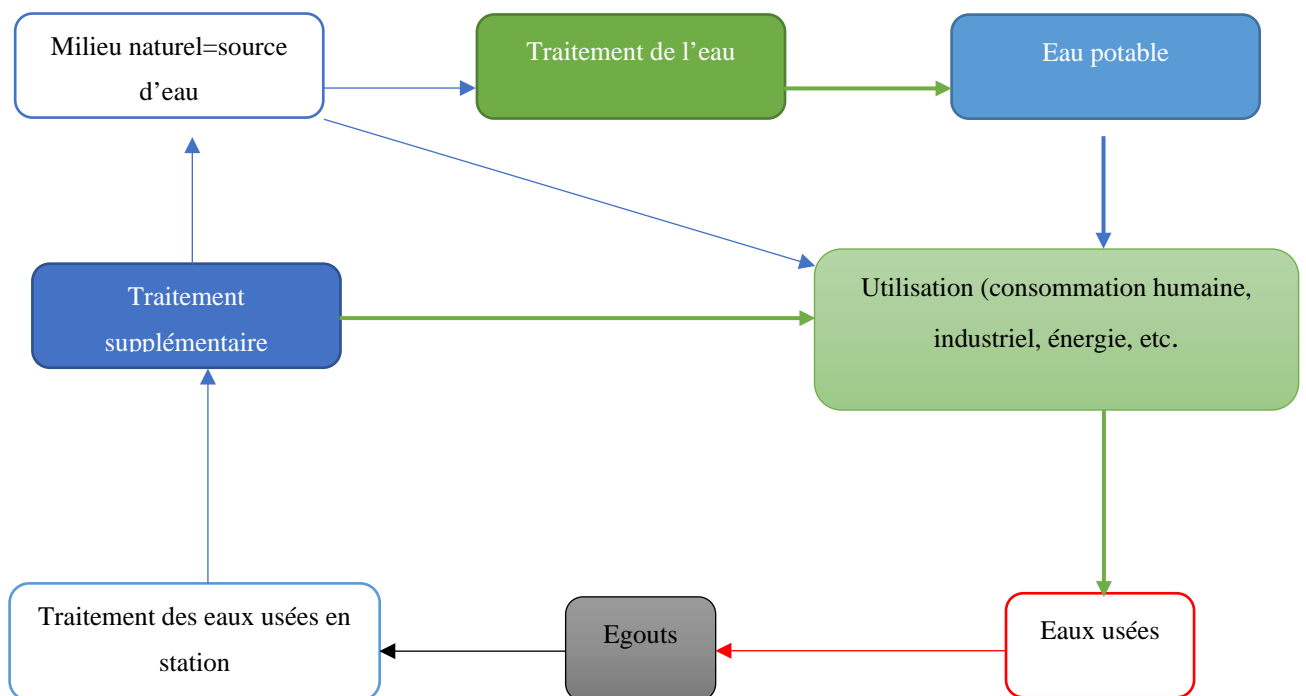 Milieu naturel=source
d’eau
Traitement de l’eau
Eau potable
Traitement
supplémentaire
Utilisation (consommation humaine,
industriel, énergie, etc.
Traitement des eaux usées en
station
Egouts
Eaux usées